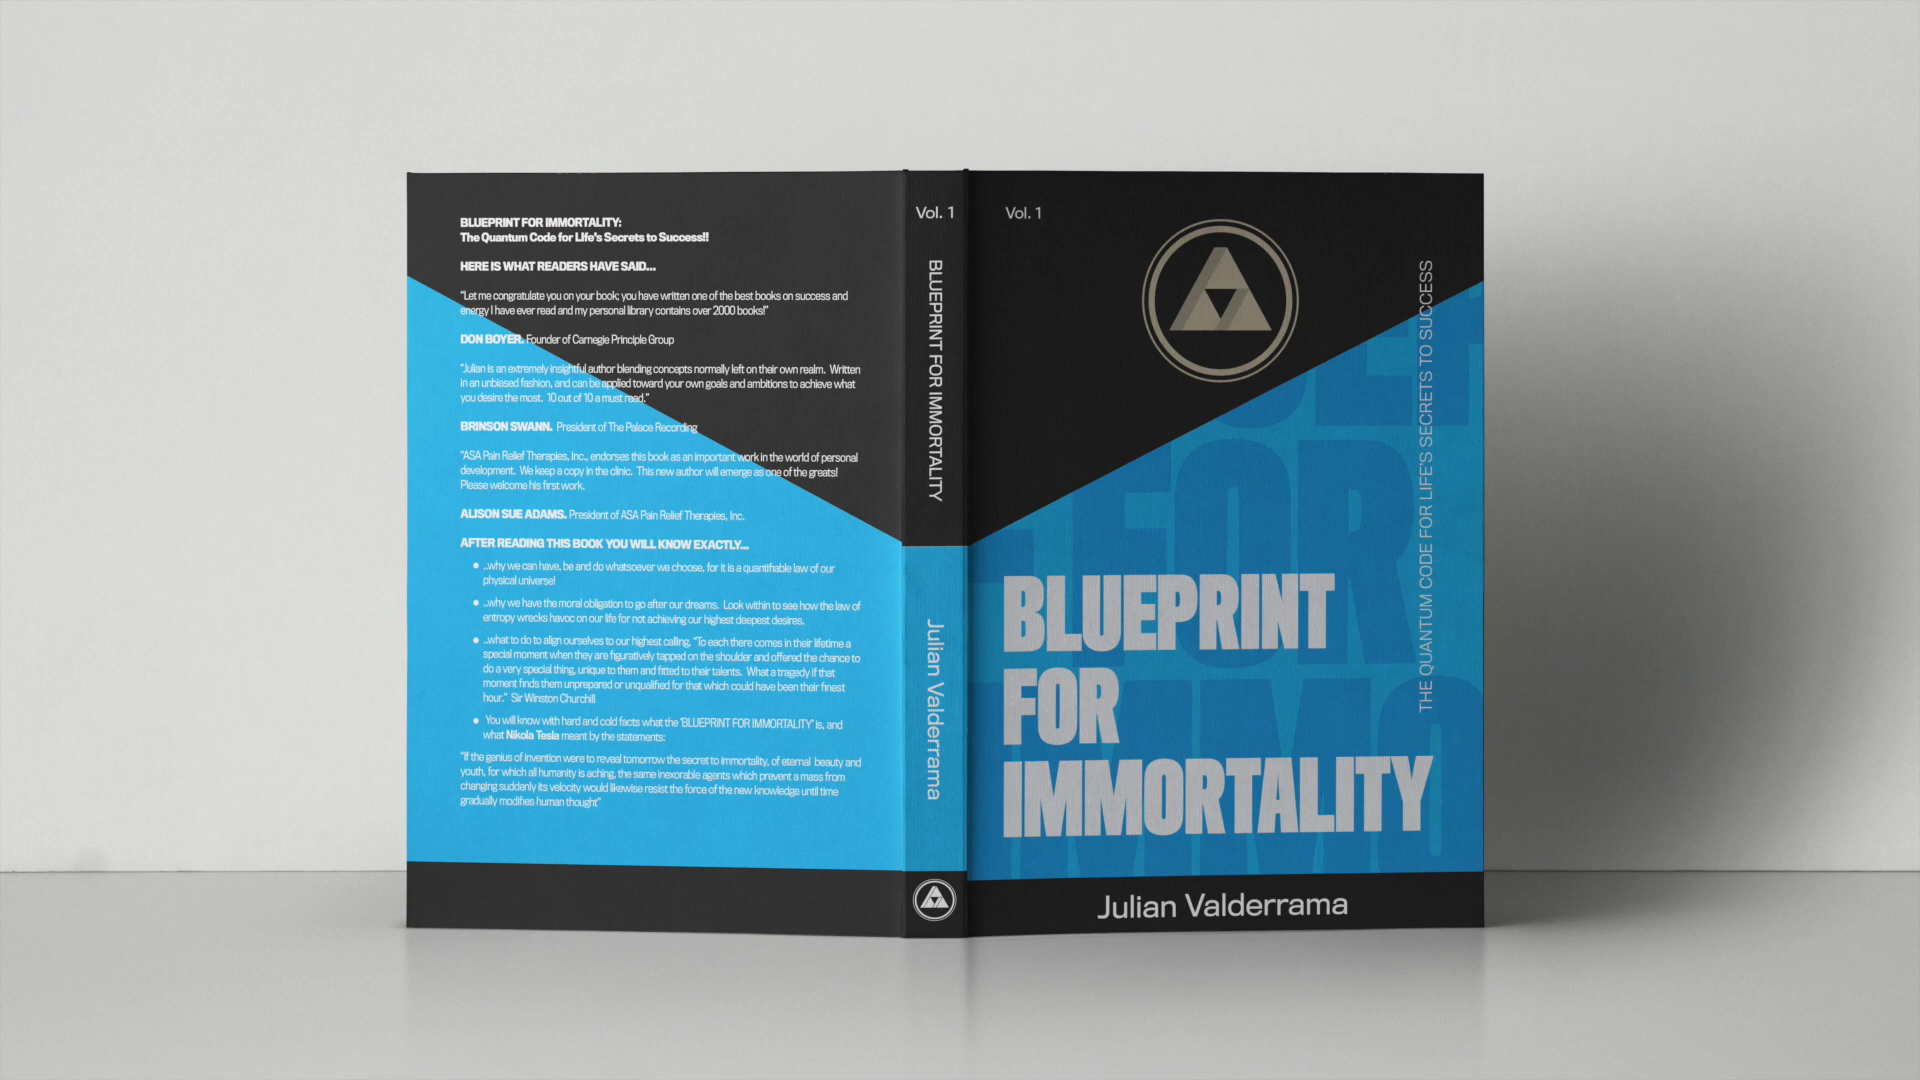 BLUEPRINT FOR IMMORTALITY:
The Quantum Code for LIfe's Secrets to Success!!
HERE IS WHAT READERS HAVE SAID...
"Let me congratulate you on your book; you have written one of the best books on success and
energy I have ever read and my personal library contains over 2000 books!"
DON BOYER. Founder of Carnegie Principle Group
"Julian is an extremely insightful author blending concepts normally left on their own realm. Written
in an unbiased fashion, and can be applied toward your own goals and ambitions to achieve what
you desire the most. 10 out of 10 a must read."
BRINSON SWANN. President of The Palace Recording
"ASA Pain Relief Therapies, Inc., endorses this book as an important work in the world of personal
development. We keep a copy in the clinic. This new author will emerge as one of the greats!
Please welcome his first work.
ALISON SUE ADAMS. President of ASA Pain Relief Therapies, Inc.
AFTER READING THIS BOOK YOU WILL KNOW EXACTLY...
• ..why we can have, be and do whatsoever we choose, for it is a quantifiable law of our
physical universe!
• ..why we have the moral obligation to go after our dreams. Look within to see how the law of
entropy wrecks havoc on our life for not achieving our highest deepest desires.
• ..what to do to align ourselves to our highest calling. "To each there comes in their lifetime a
special moment when they are figuratively tapped on the shoulder and offered the chance to
do a very special thing, unique to them and fitted to their talents. What a tragedy if that
moment finds them unprepared or unqualified for that which could have been their finest
hour." Sir Winston Churchill
• You will know with hard and cold facts what the 'BLUEPRINT FOR IMMORTALITY' is, and
what Nikola Tesla meant by the statements:
"If the genius of invention were to reveal tomorrow the secret to immortality, of eternal beauty and
youth, for which all humanity is aching, the same inexorable agents which prevent a mass from
changing suddenly its velocity would likewise resist the force of the new knowledge until time
gradually modifies human thought"
Vol. 1
BLUEPRINT FOR IMMORTALITY
Julian Valderrama
Vol. 1
THE QUANTUM CODE FOR LIFE'S SECRETS TO SUCCESS
BLUEPRINT
FOR
IMMORTALITY
Julian Valderrama